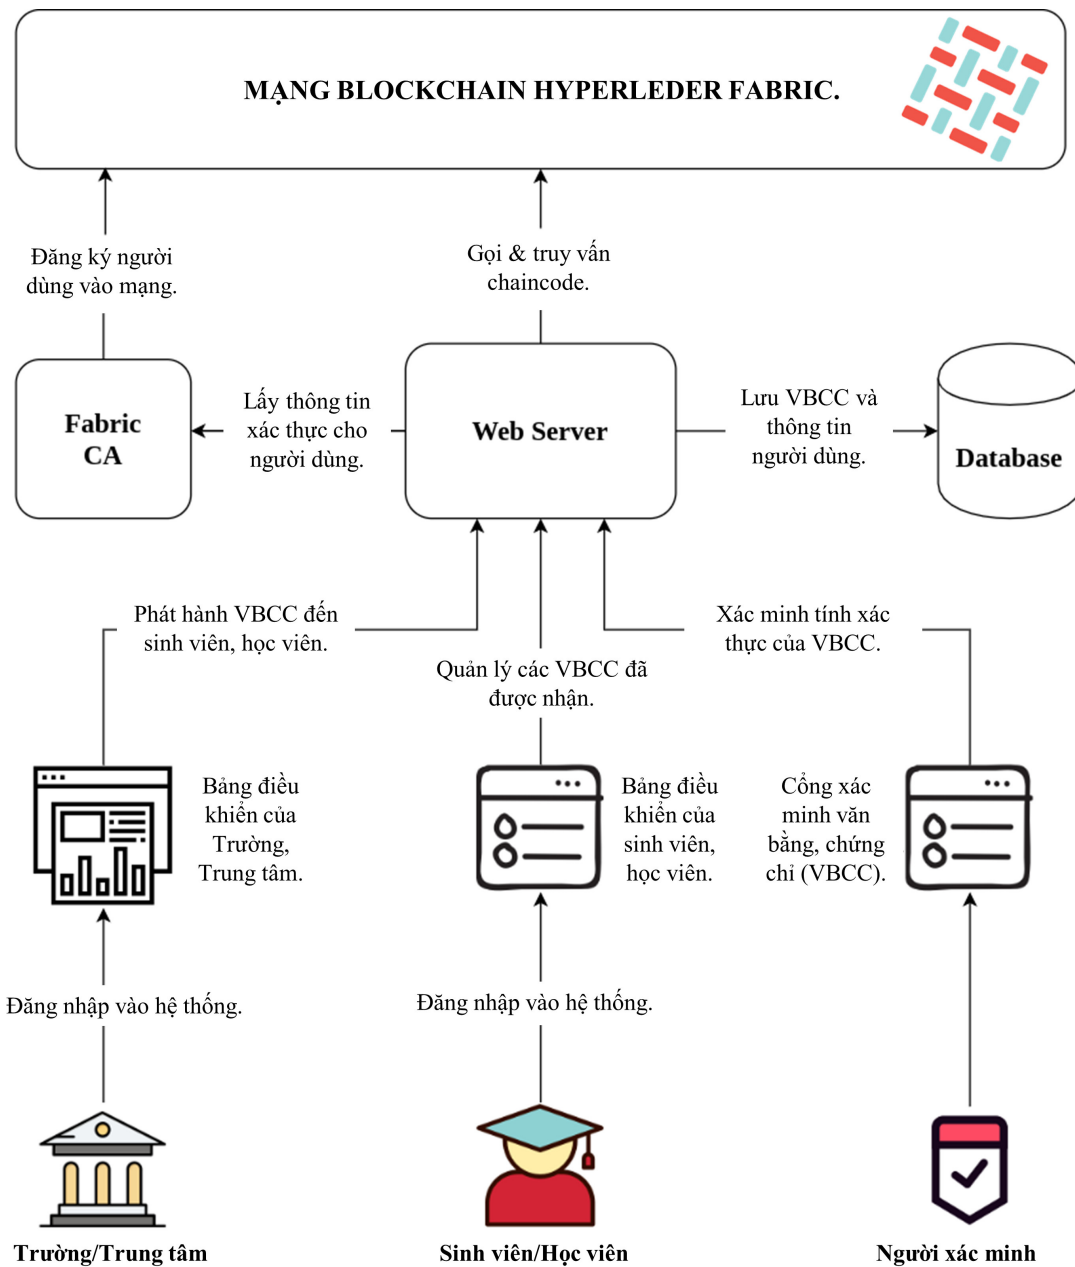 MẠNG BLOCKCHAIN HYPERLEDER FABRIC.
Đăng ký người
dùng vào mạng.
Gọi & truy vấn
chaincode.
Fabric
CA
Lấy thông tin
xác thực cho
người dùng.
Web Server
Lưu VBCC và
thông tin
người dùng.
Database
Phát hành VBCC đến
sinh viên, học viên.
Quản lý các VBCC đã
được nhận.
Xác minh tính xác
thực của VBCC.
Bảng điều
khiển của
Trường,
Trung tâm.
Bảng điều
khiển của
sinh viên,
học viên.
Cổng xác
minh văn
bằng, chứng
chỉ (VBCC).
Đăng nhập vào hệ thống.
Đăng nhập vào hệ thống.
Trường/Trung tâm
Sinh viên/Học viên
Người xác minh